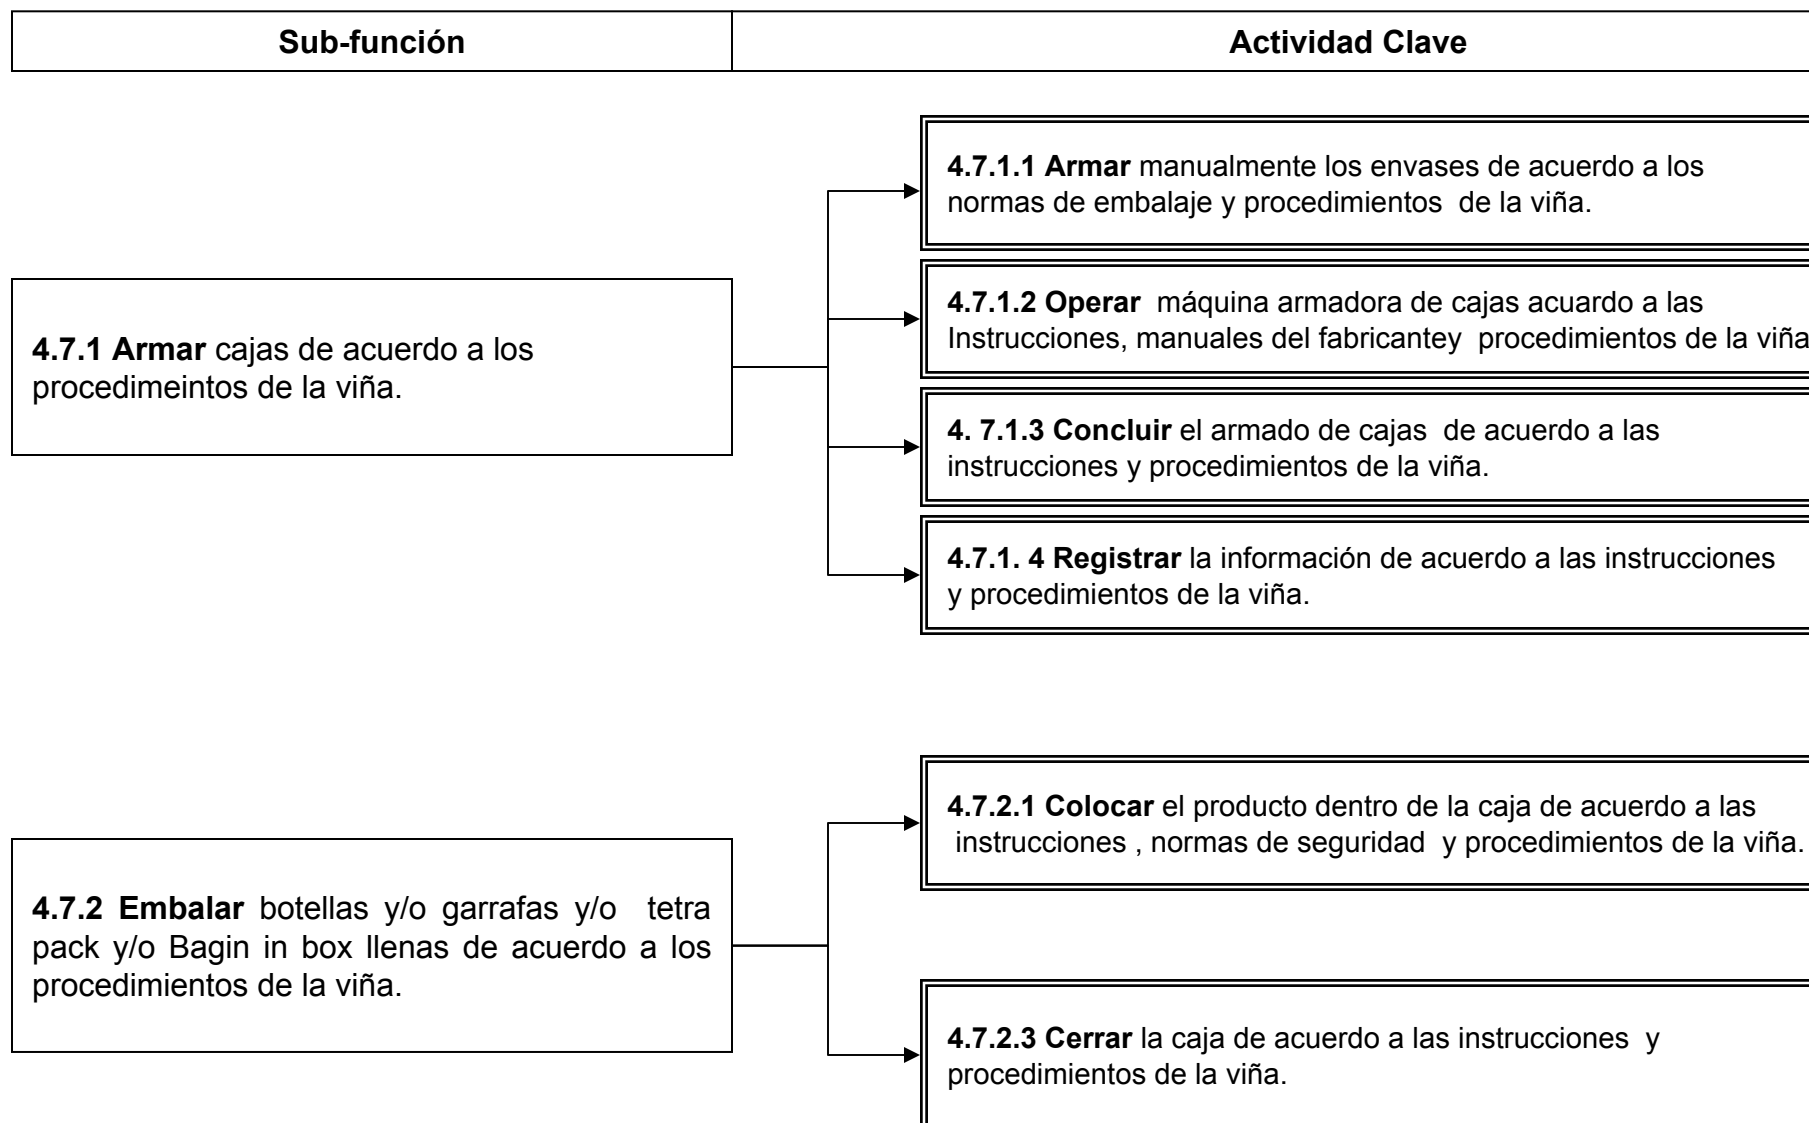 Sub-función
Actividad Clave
4.7.1.1 Armar manualmente los envases de acuerdo a los
normas de embalaje y procedimientos de la viña.
4.7.1 Armar cajas de acuerdo a los
procedimeintos de la viña.
4.7.1.2 Operar máquina armadora de cajas acuardo a las
Instrucciones, manuales del fabricantey procedimientos de la viña
4. 7.1.3 Concluir el armado de cajas de acuerdo a las
instrucciones y procedimientos de la viña.
4.7.1. 4 Registrar la información de acuerdo a las instrucciones
y procedimientos de la viña.
4.7.2 Embalar botellas y/o garrafas y/o tetra
pack y/o Bagin in box llenas de acuerdo a los
procedimientos de la viña.
4.7.2.1 Colocar el producto dentro de la caja de acuerdo a las
instrucciones , normas de seguridad y procedimientos de la viña.
4.7.2.3 Cerrar la caja de acuerdo a las instrucciones y
procedimientos de la viña.